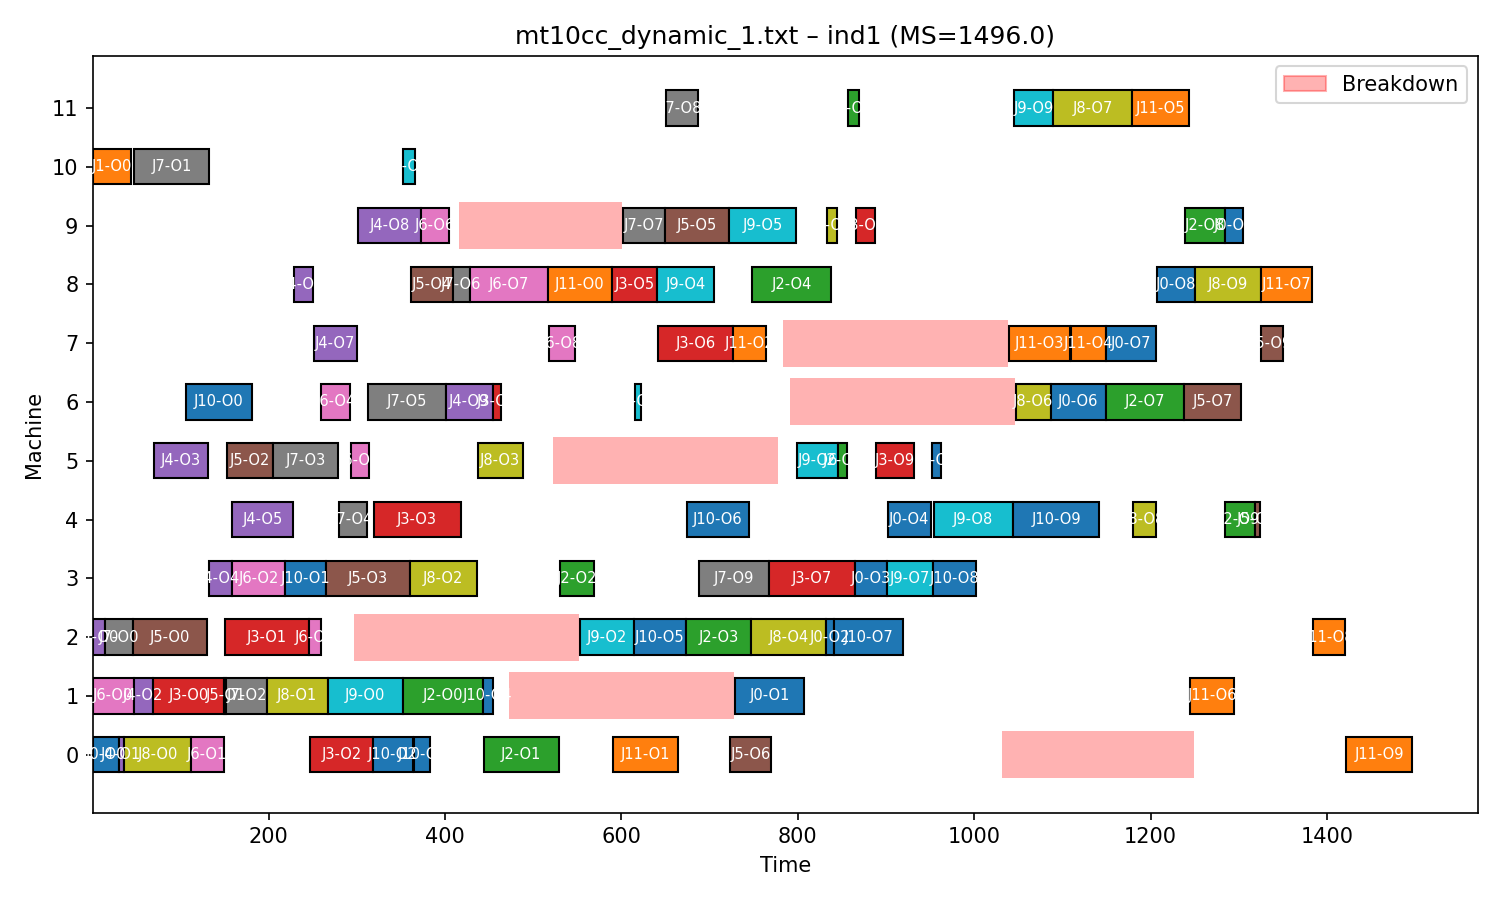 mt10cc_dynamic_1.txt – ind1 (MS=1496.0)
Breakdown
Machine
11
J9-O9 J8-O7 J11-O5
10
J1-O0 J7-O1
9
J4-O8 J6-O6 J7-O7 J5-O5 J9-O5
8
J5-O4 J7-O6 J6-O7 J11-O0 J3-O5 J9-O4 J2-O4 J0-O8 J8-O9 J11-O7
7
J4-O7 J3-O6 J11-O3 J11-O4 J0-O7
6
J10-O0 J7-O5 J4-O9 J8-O6 J0-O6 J2-O7 J5-O7
5
J4-O3 J5-O2 J7-O3 J8-O3 J3-O9
4
J4-O5 J3-O3 J10-O6 J0-O4 J9-O8 J10-O9
3
J6-O2 J10-O1 J5-O3 J8-O2 J2-O2 J7-O9 J3-O7 J0-O3 J9-O7 J10-O8
2
J5-O0 J3-O1 J9-O2 J10-O5 J2-O3 J8-O4 J10-O7
1
J3-O0 J8-O1 J9-O0 J2-O0 J0-O1 J11-O6
0
J8-O0 J6-O1 J3-O2 J2-O1 J11-O1 J5-O6 J11-O9
200 400 600 800 1000 1200 1400
Time